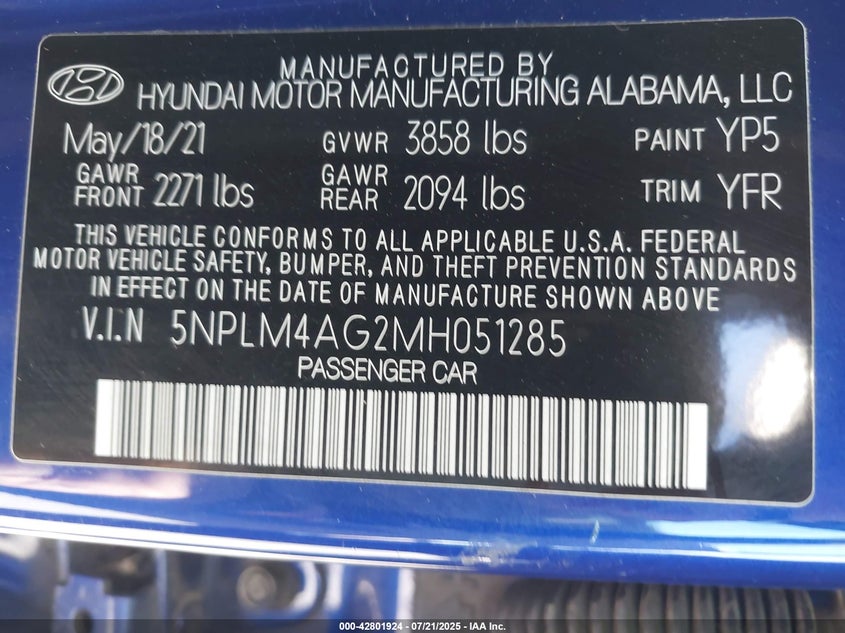 MANUFACTURED BY
HYUNDAI MOTOR MANUFACTURING ALABAMA, LLC
May/18/21 GVWR 3858 lbs PAINT YP5
GAWR FRONT 2271 lbs GAWR REAR 2094 lbs TRIM YFR
THIS VEHICLE CONFORMS TO ALL APPLICABLE U.S.A. FEDERAL
MOTOR VEHICLE SAFETY, BUMPER, AND THEFT PREVENTION STANDARDS
IN EFFECT ON THE DATE OF MANUFACTURE SHOWN ABOVE
V.I.N 5NPLM4AG2MH051285
PASSENGER CAR
000-42801924 - 07/21/2025 - IAA Inc.